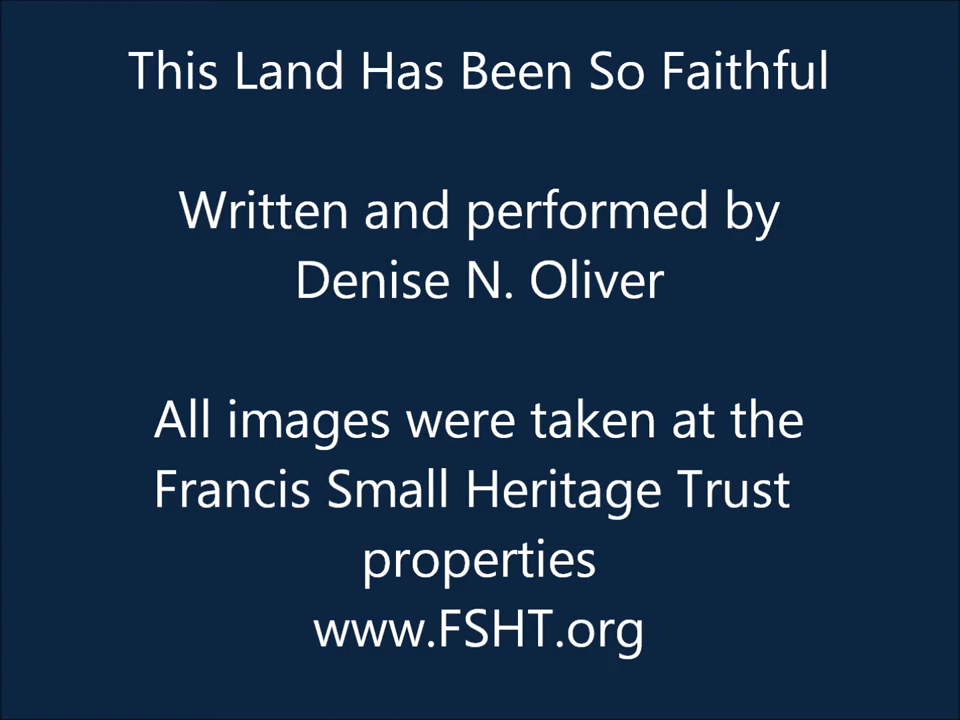 This Land Has Been So Faithful
Written and performed by
Denise N. Oliver
All images were taken at the
Francis Small Heritage Trust
properties
www.FSHT.org